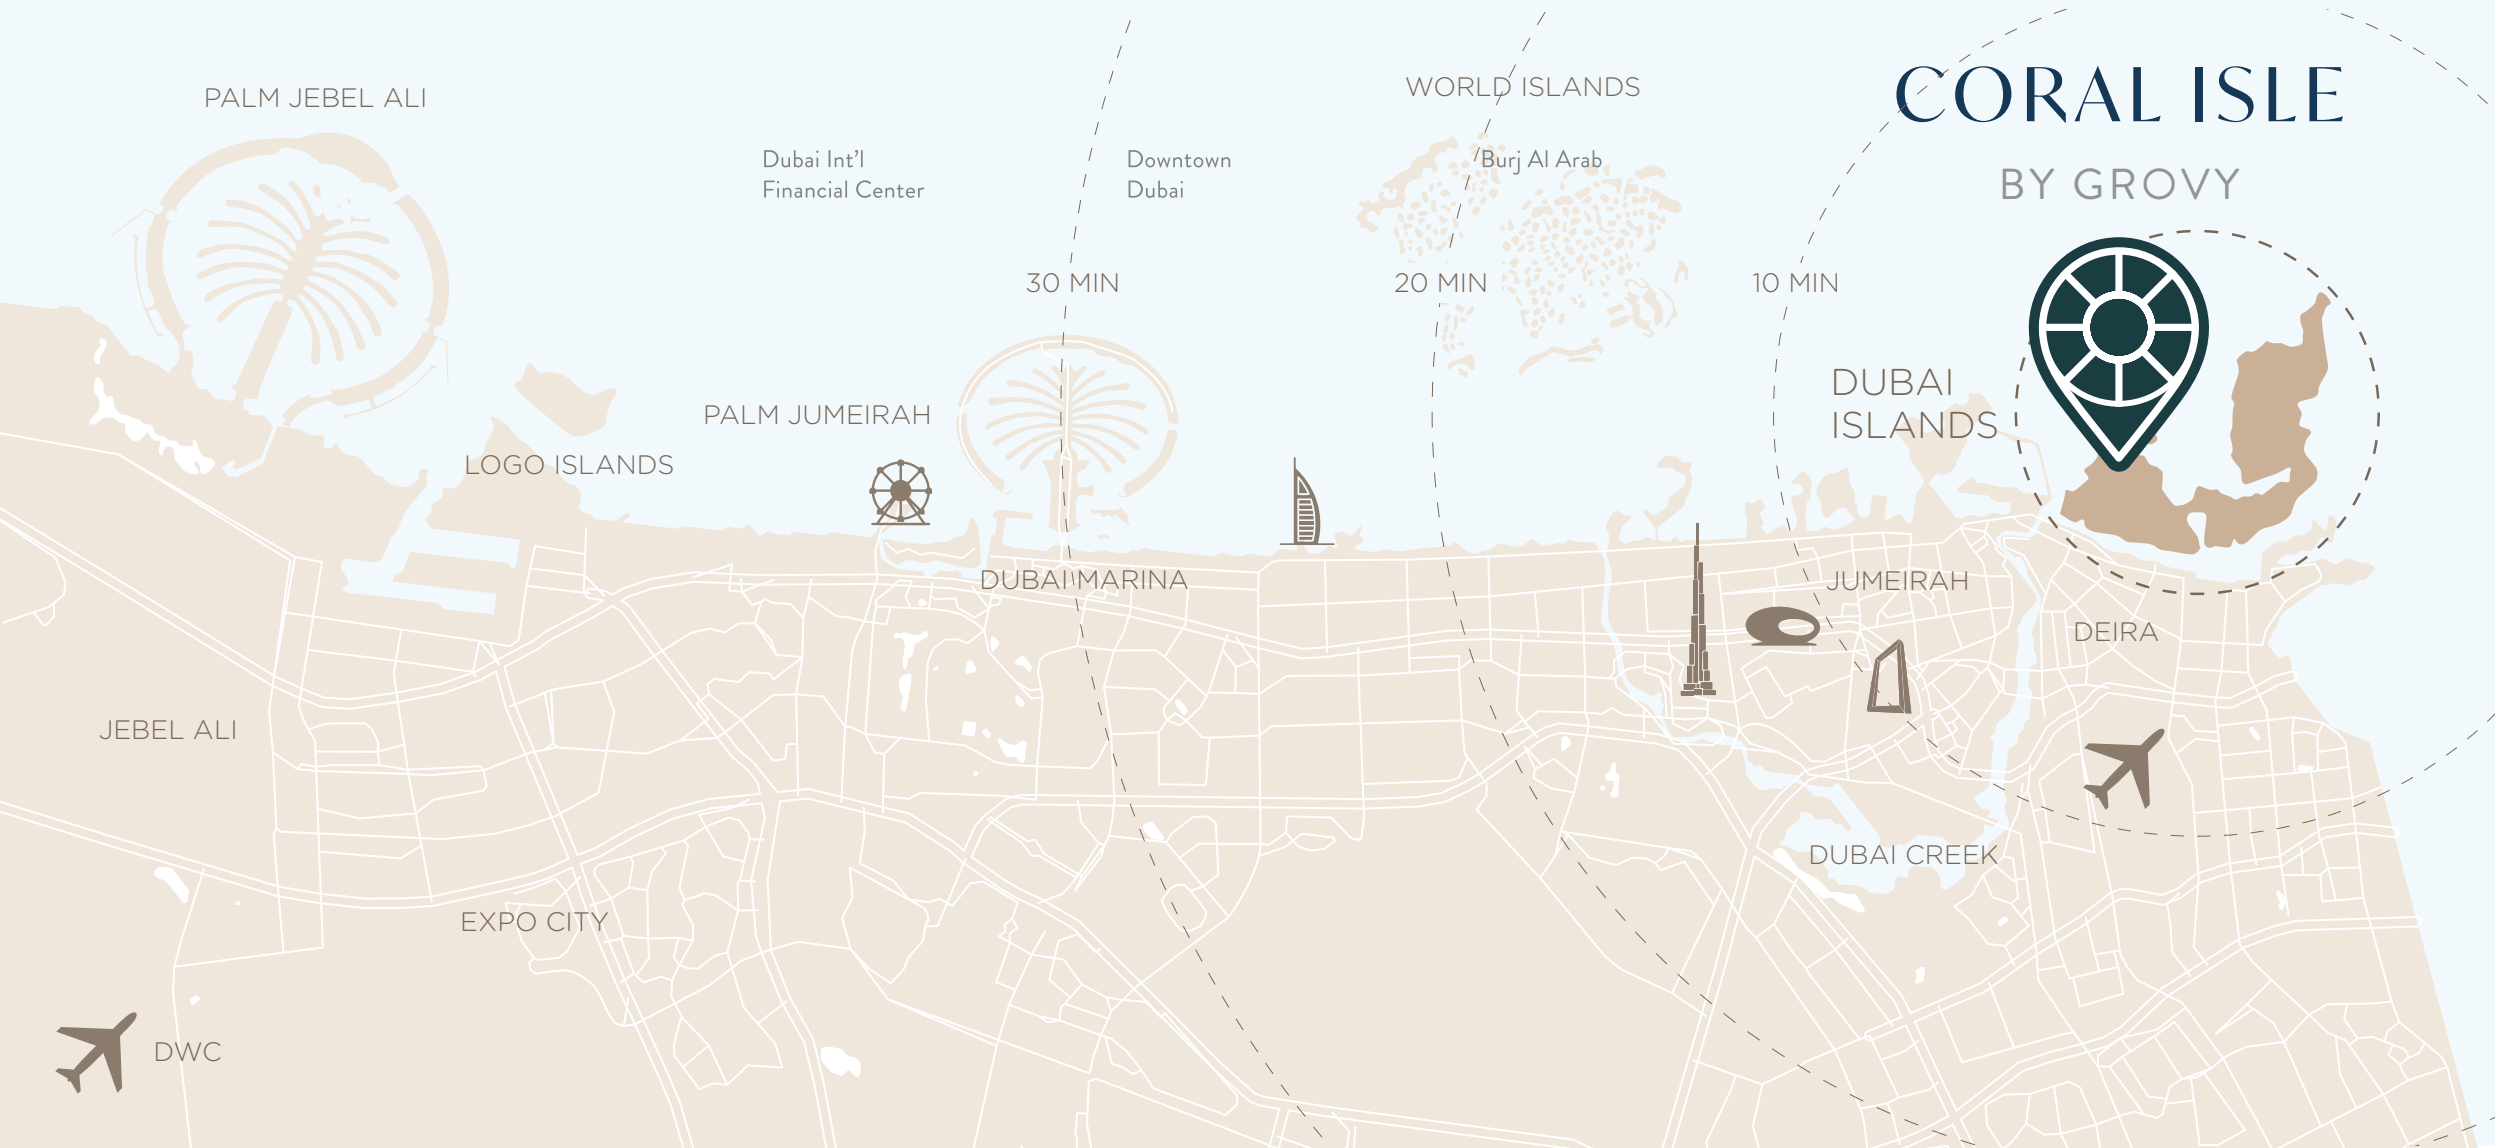 CORAL ISLE
BY GROVY
PALM JEBEL ALI
WORLD ISLANDS
Dubai Int'l
Financial Center
Downtown
Dubai
Burj Al Arab
30 MIN
20 MIN
10 MIN
DUBAI
ISLANDS
PALM JUMEIRAH
LOGO ISLANDS
DUBAI MARINA
JUMEIRAH
DEIRA
JEBEL ALI
DUBAI CREEK
EXPO CITY
DWC